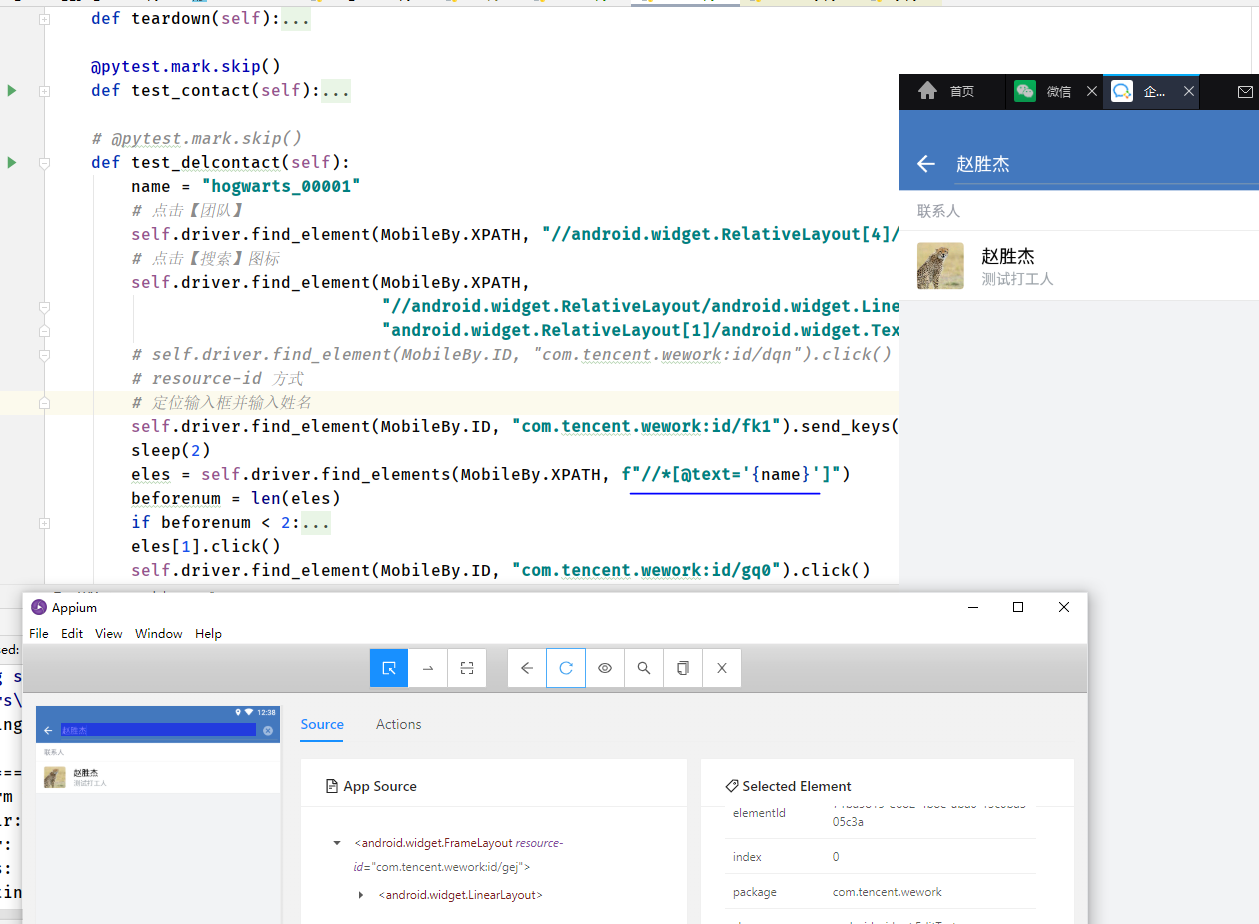 def teardown(self):...
@pytest.mark.skip()
def test_contact(self):...
# @pytest.mark.skip()
def test_delcontact(self):
name = "hogwarts_00001"
# 点击【团队】
self.driver.find_element(MobileBy.XPATH, "//android.widget.RelativeLayout[4]/
# 点击【搜索】图标
self.driver.find_element(MobileBy.XPATH,
"//android.widget.RelativeLayout/android.widget.Line
"android.widget.RelativeLayout[1]/android.widget.Tex
# self.driver.find_element(MobileBy.ID, "com.tencent.wework:id/dqn").click()
# resource-id 方式
# 定位输入框并输入姓名
self.driver.find_element(MobileBy.ID, "com.tencent.wework:id/fk1").send_keys(
sleep(2)
eles = self.driver.find_elements(MobileBy.XPATH, f"//*[@text='{name}']")
beforenum = len(eles)
if beforenum < 2:...
eles[1].click()
self.driver.find_element(MobileBy.ID, "com.tencent.wework:id/gq0").click()
首页 微信 企...
赵胜杰
联系人
赵胜杰
测试打工人
Appium
File Edit View Window Help
12:38
赵胜杰
联系人
赵胜杰
测试打工人
Source Actions
App Source
<android.widget.FrameLayout resource-
id="com.tencent.wework:id/gej">
<android.widget.LinearLayout>
Selected Element
elementId
05c3a
index 0
package com.tencent.wework